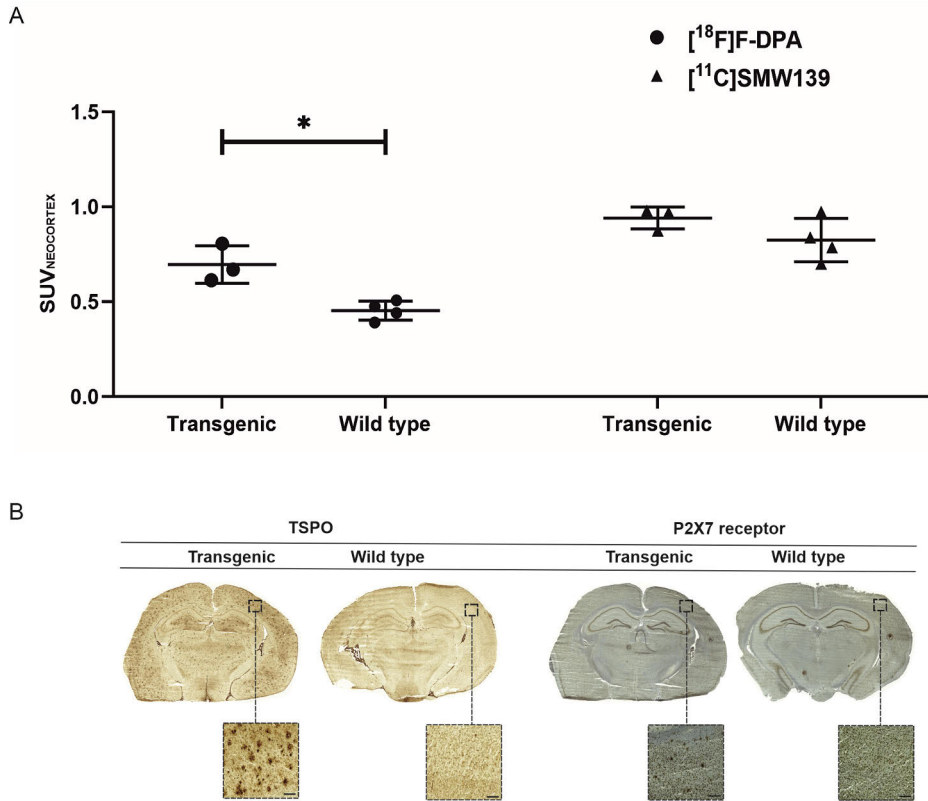 A
[¹⁸F]F-DPA
[¹¹C]SMW139
1.5
*
1.0
0.5
0.0
SUVNEOCORTEX
Transgenic Wild type Transgenic Wild type
B
TSPO P2X7 receptor
Transgenic Wild type Transgenic Wild type